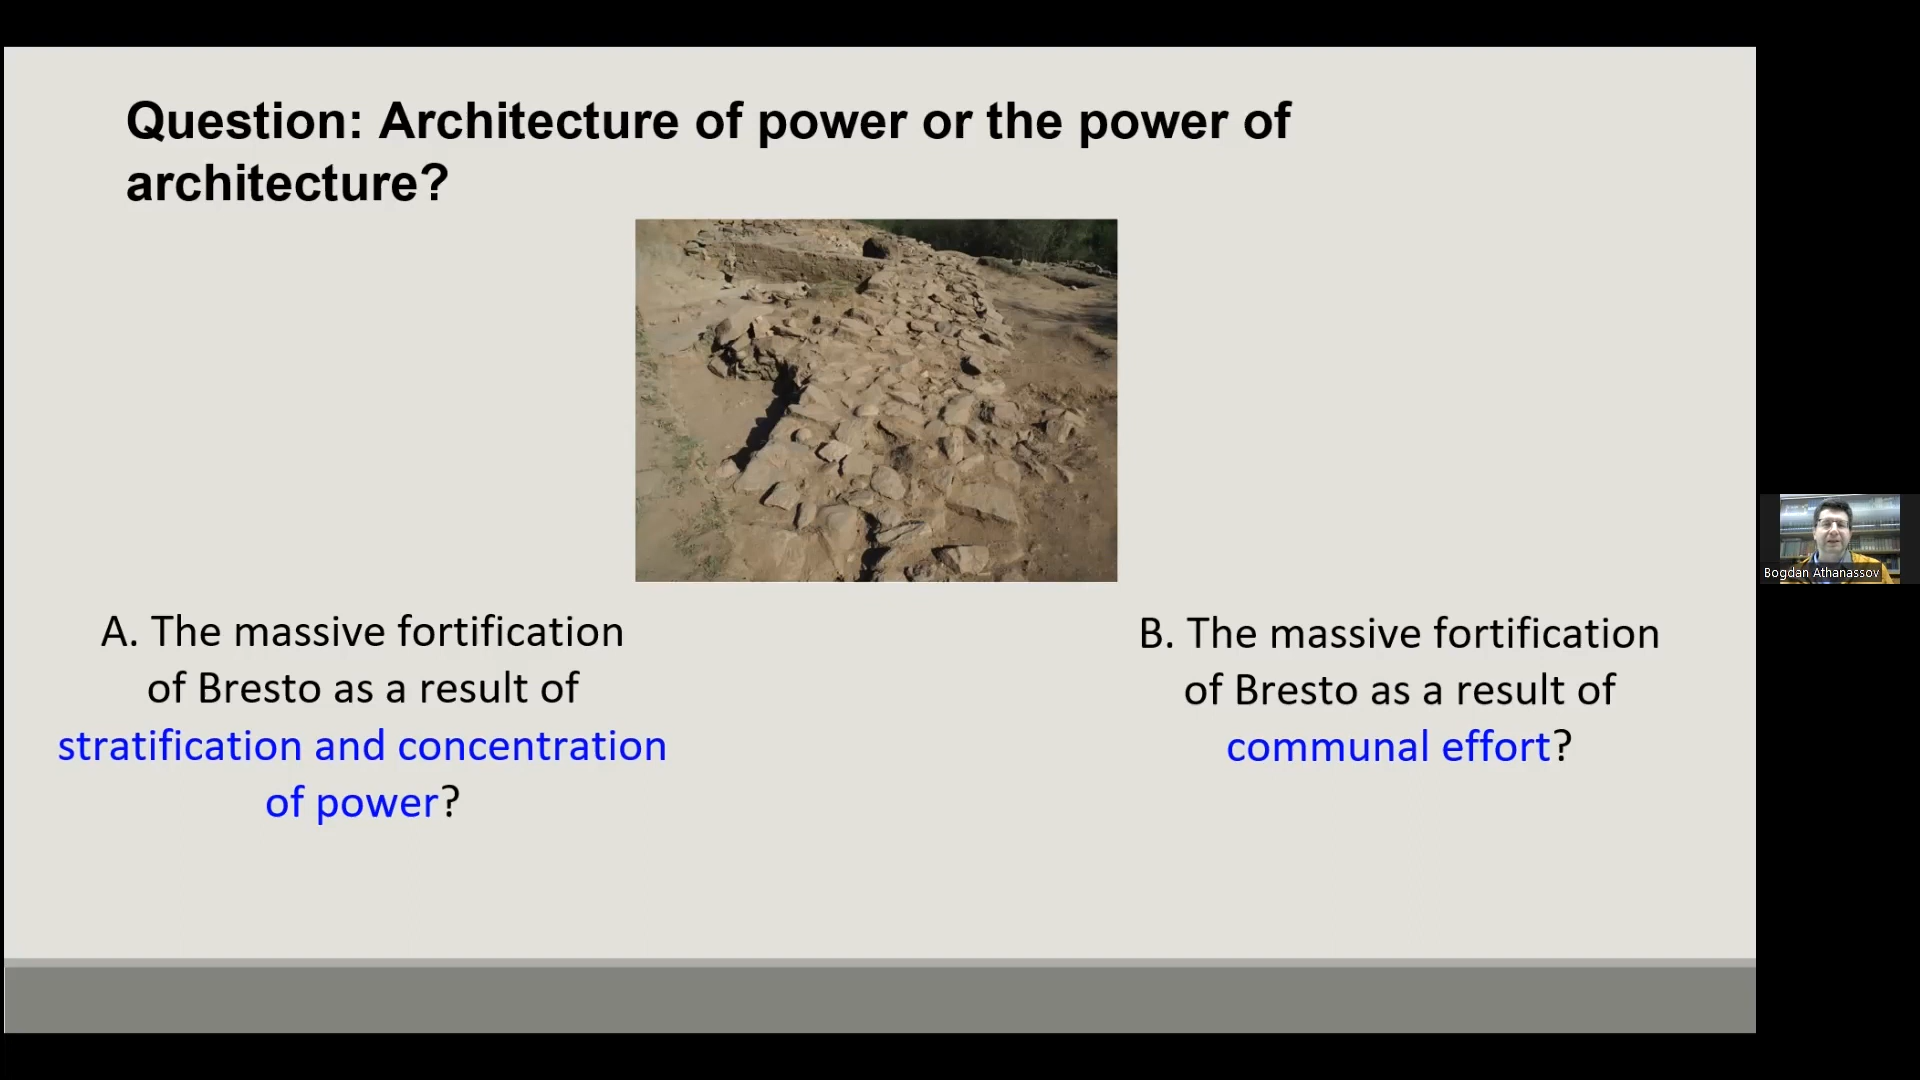 Question: Architecture of power or the power of
architecture?
A. The massive fortification
of Bresto as a result of
stratification and concentration
of power?
B. The massive fortification
of Bresto as a result of
communal effort?
Bogdan Athanassov